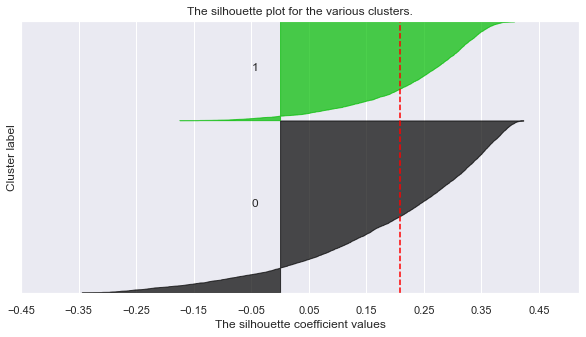 The silhouette plot for the various clusters.
1
0
Cluster label
−0.45 −0.35 −0.25 −0.15 −0.05 0.05 0.15 0.25 0.35 0.45
The silhouette coefficient values